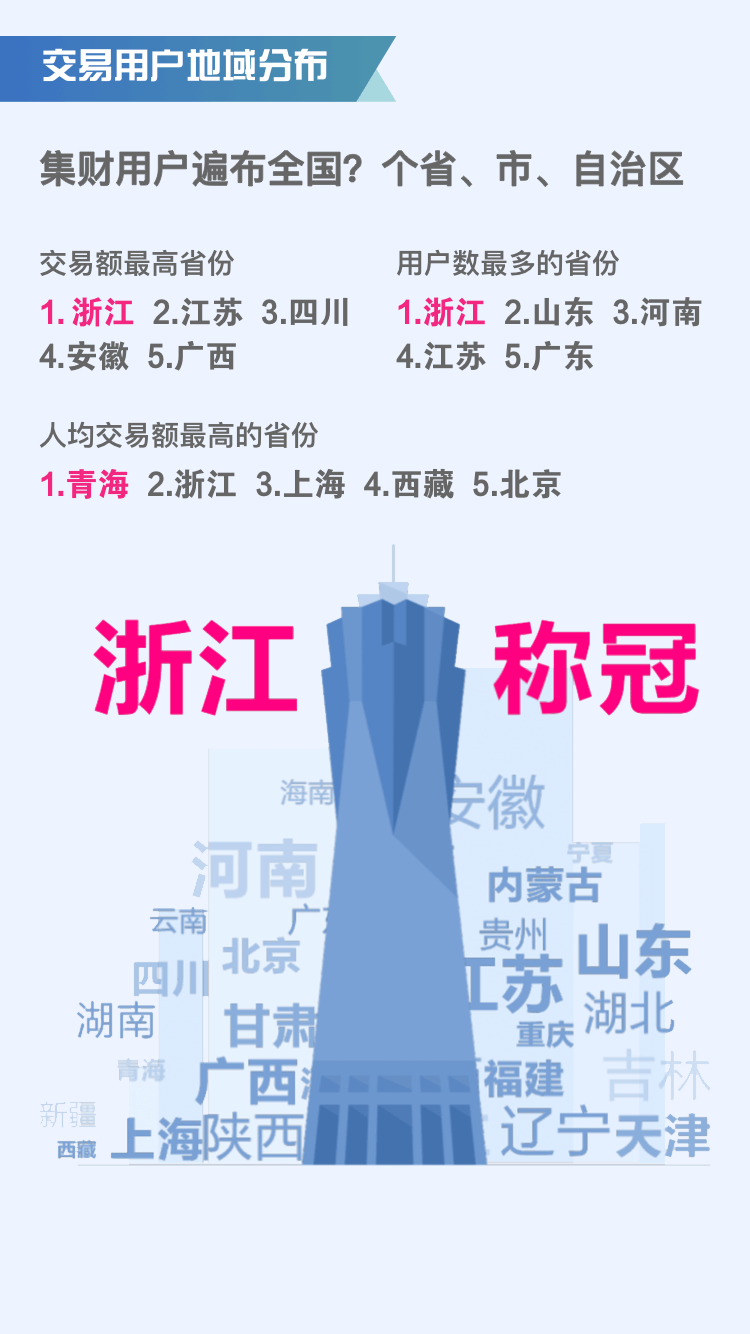 交易用户地域分布
集财用户遍布全国？个省、市、自治区
交易额最高省份
1.浙江 2.江苏 3.四川
4.安徽 5.广西
用户数最多的省份
1.浙江 2.山东 3.河南
4.江苏 5.广东
人均交易额最高的省份
1.青海 2.浙江 3.上海 4.西藏 5.北京
浙江 称冠
海南
安徽
河南
宁夏
内蒙古
云南
广
贵州
北京
山东
四川
江苏
湖南
湖北
甘肃
重庆
青海
广西
福建
吉林
新疆
西藏
上海
陕西
辽宁
天津